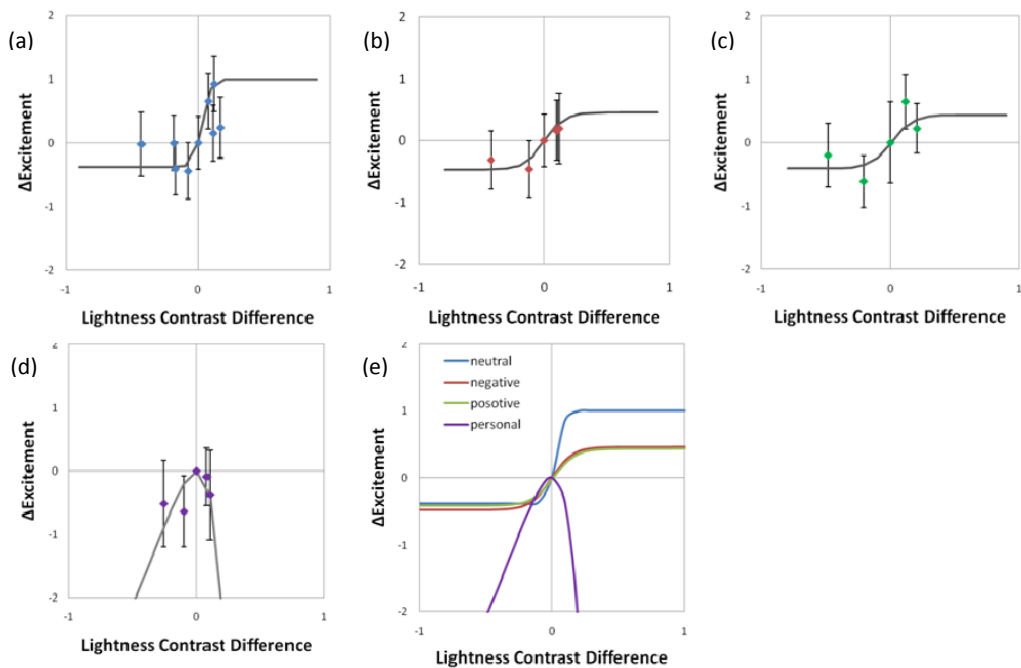 (a)
2
1
0
-1
-2
-1
0
1
ΔExcitement
Lightness Contrast Difference
(b)
2
1
0
-1
-2
-1
0
1
ΔExcitement
Lightness Contrast Difference
(c)
2
1
0
-1
-2
-1
0
1
ΔExcitement
Lightness Contrast Difference
(d)
2
1
0
-1
-2
-1
0
1
ΔExcitement
Lightness Contrast Difference
(e)
2
1
0
-1
-2
-1
0
1
ΔExcitement
Lightness Contrast Difference
neutral
negative
posotive
personal